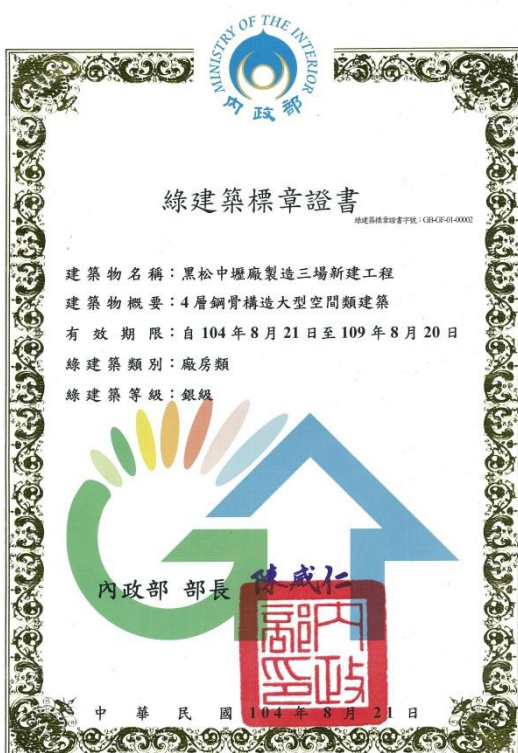 MINISTRY OF THE INTERIOR
內政部
綠建築標章證書
綠建築標章證書字號：GB-GF-01-00002
建築物名稱：黑松中壢廠製造三場新建工程
建築物概要：4層鋼骨構造大型空間類建築
有效期限：自104年8月21日至109年8月20日
綠建築類別：廠房類
綠建築等級：銀級
內政部 部長 陳威仁
內政部印
中華民國104年8月21日